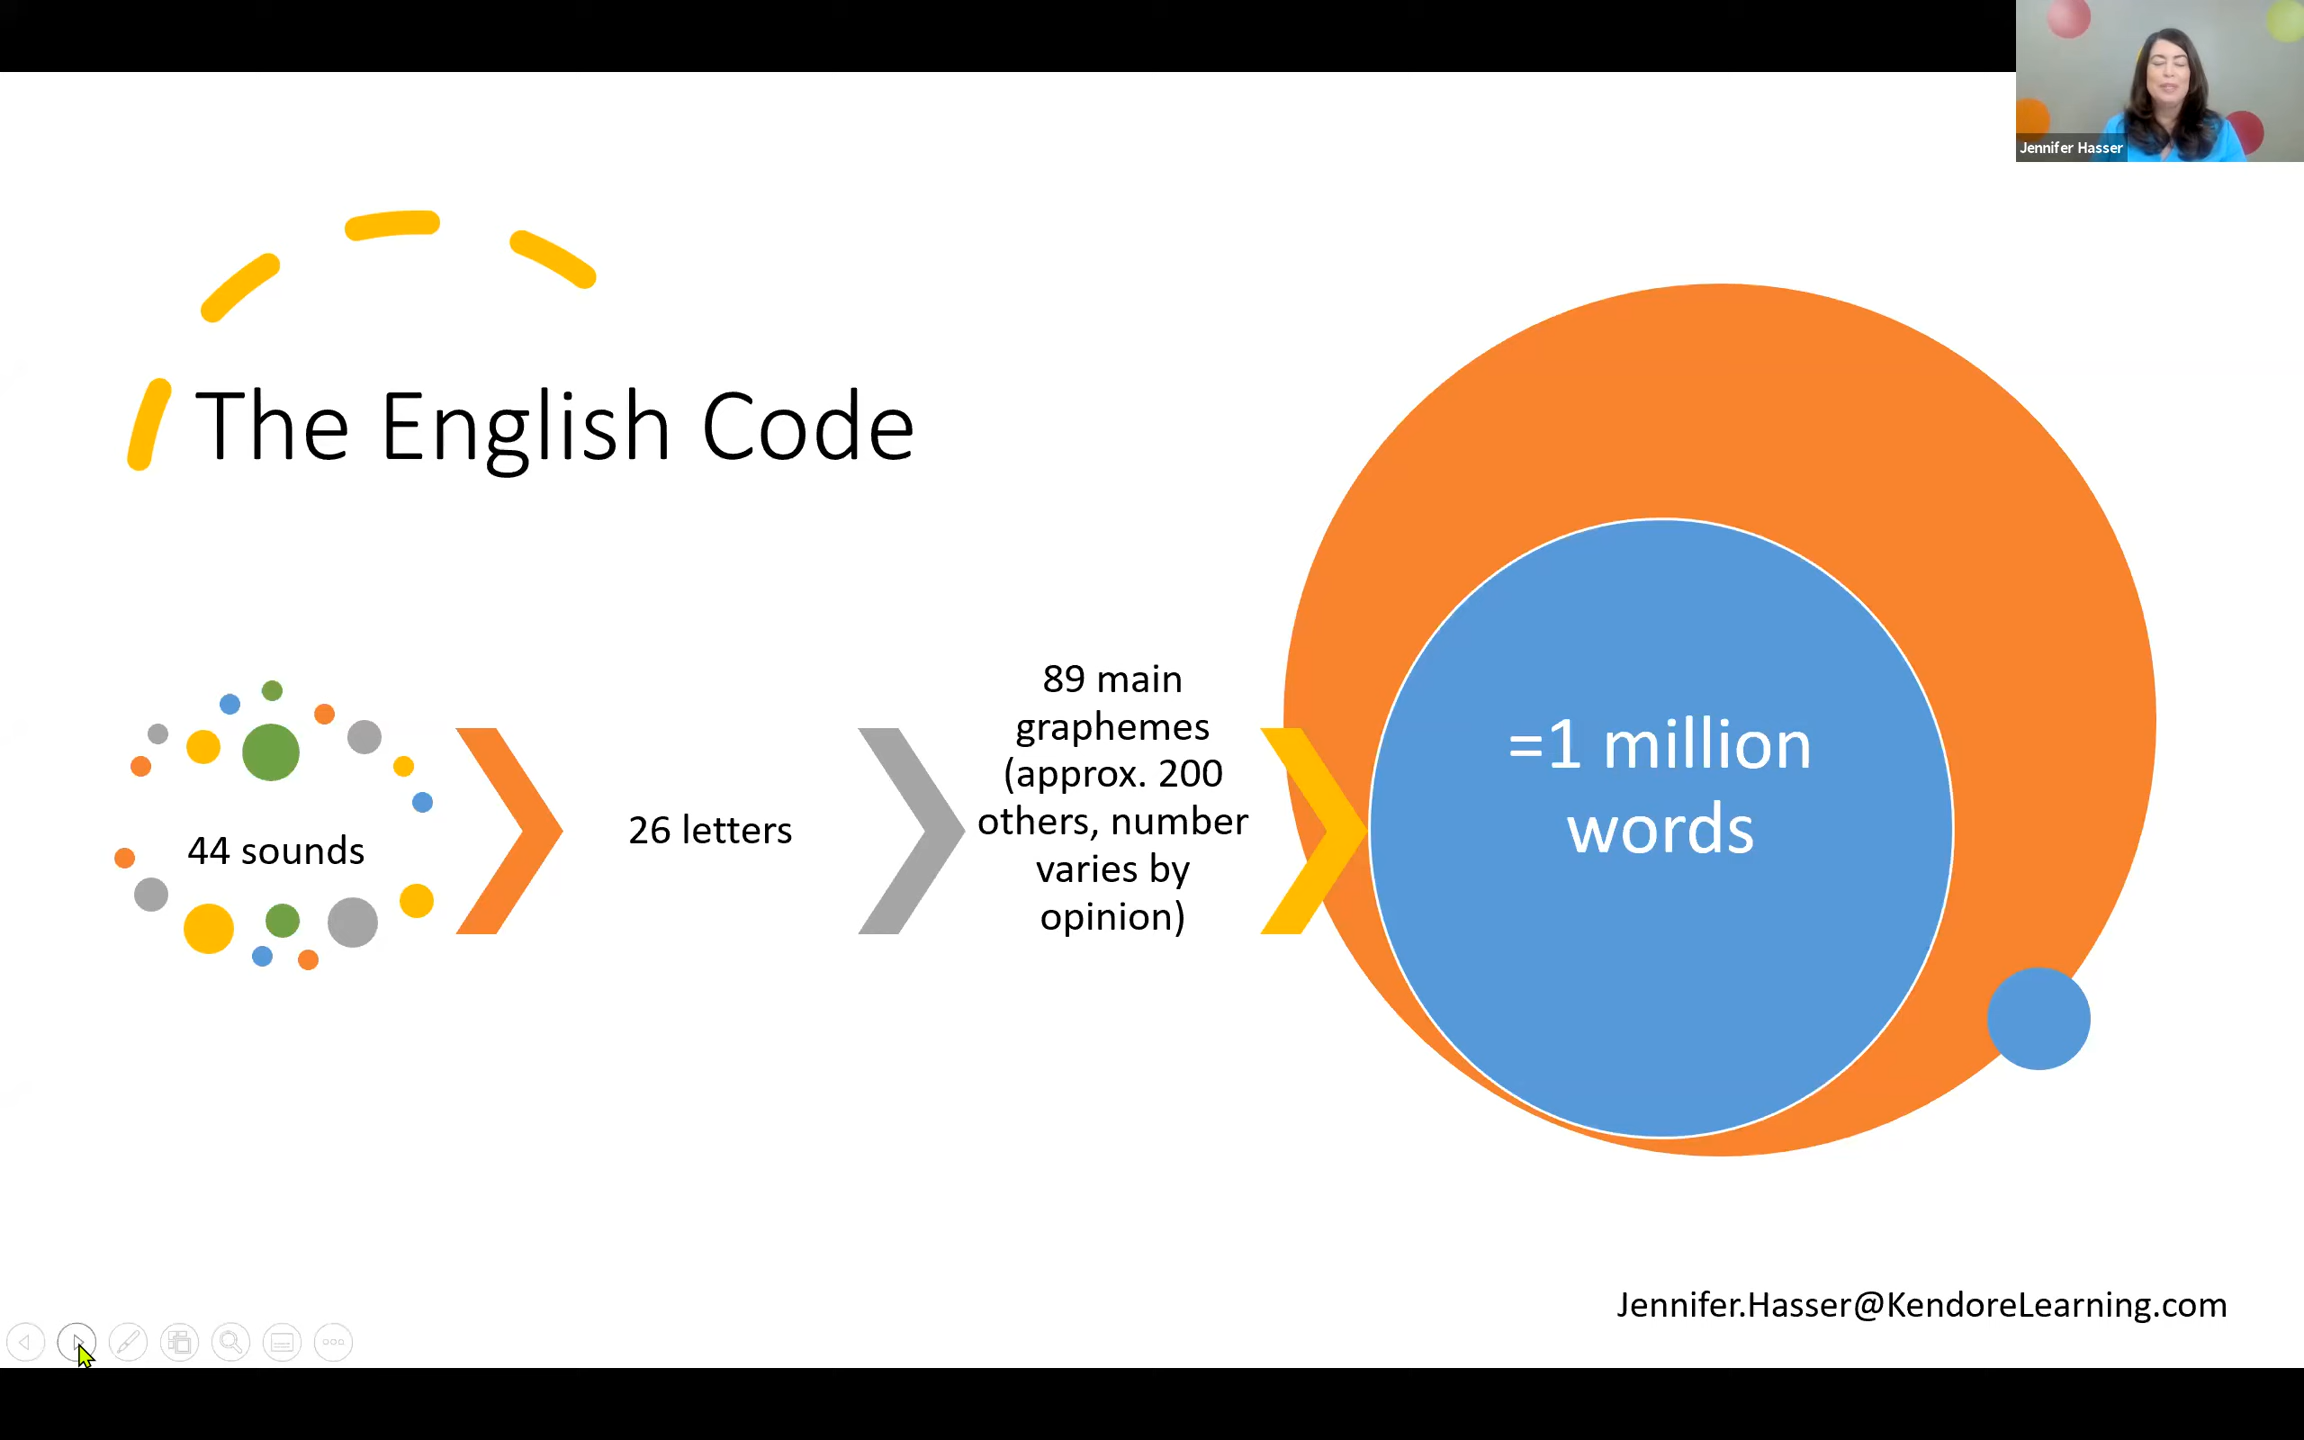 Jennifer Hasser
The English Code
44 sounds
26 letters
89 main
graphemes
(approx. 200
others, number
varies by
opinion)
=1 million
words
Jennifer.Hasser@KendoreLearning.com